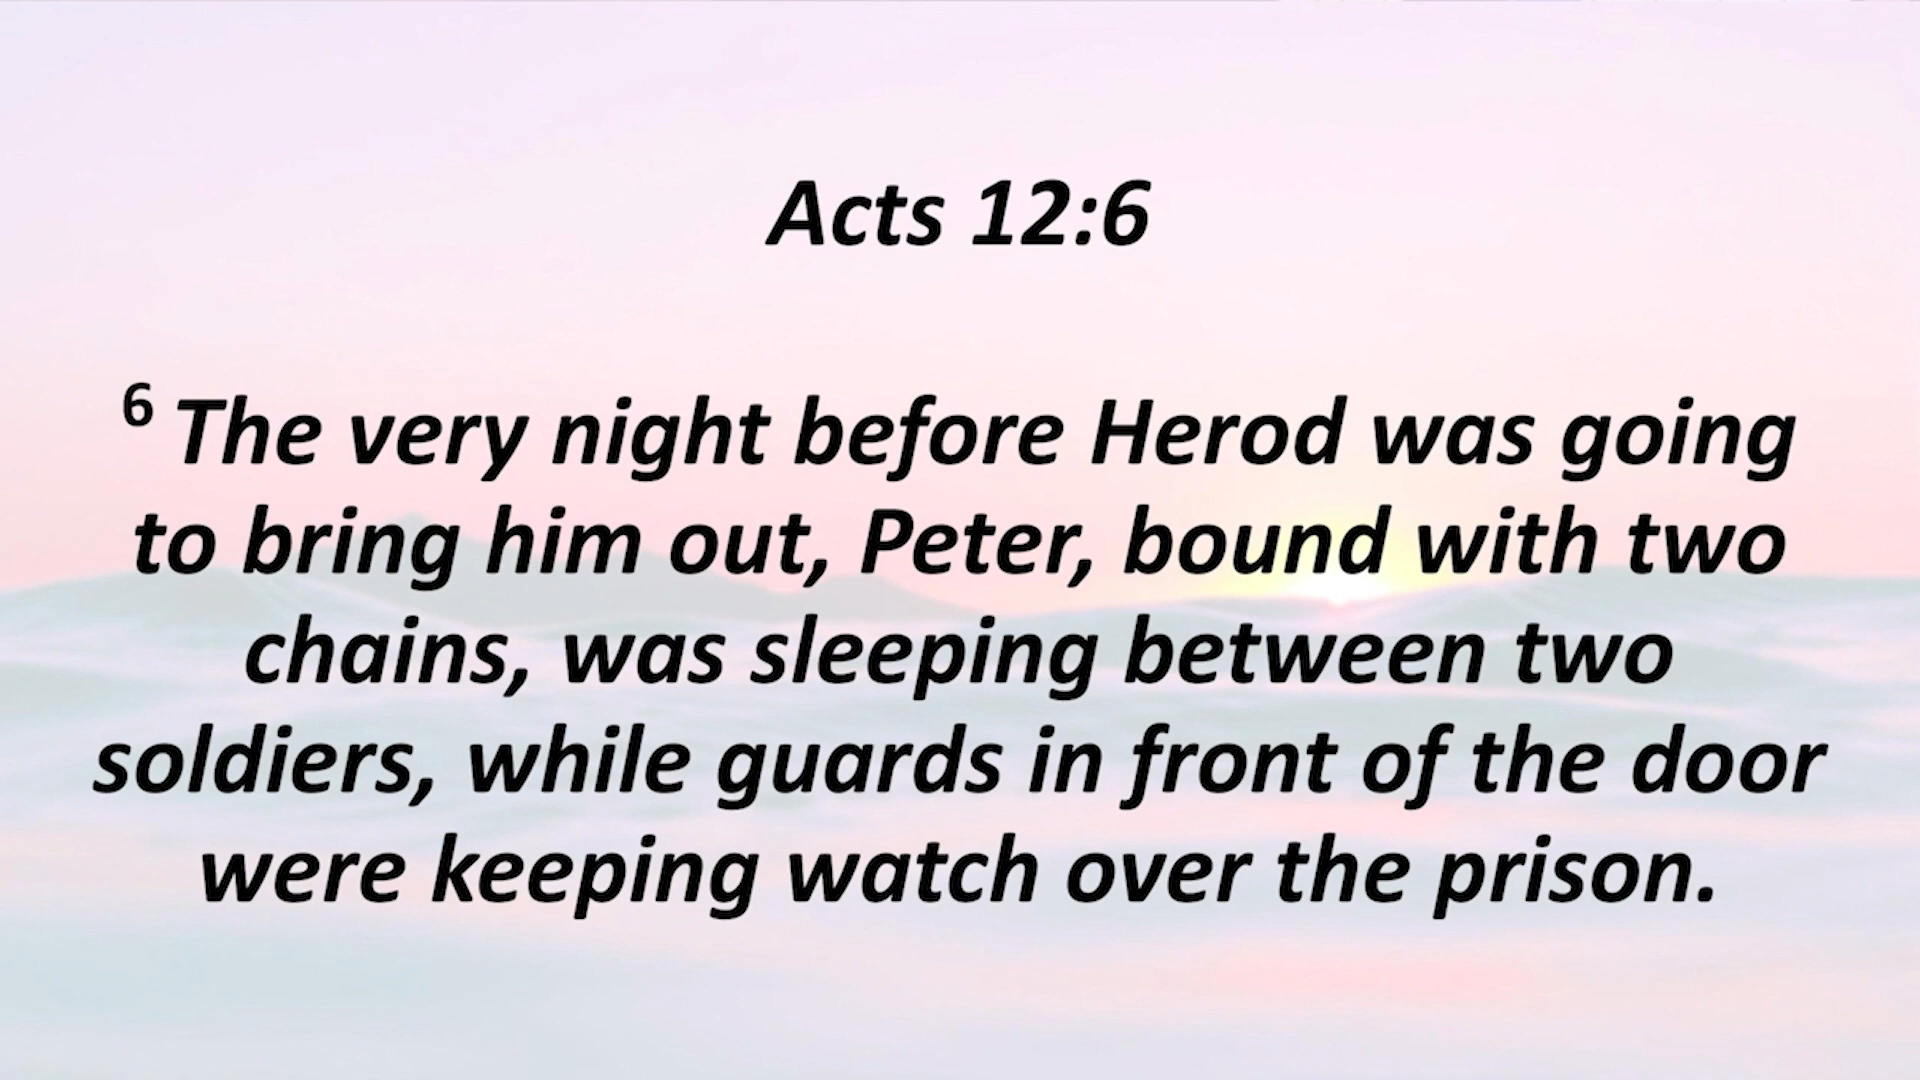 Acts 12:6
6 The very night before Herod was going
to bring him out, Peter, bound with two
chains, was sleeping between two
soldiers, while guards in front of the door
were keeping watch over the prison.